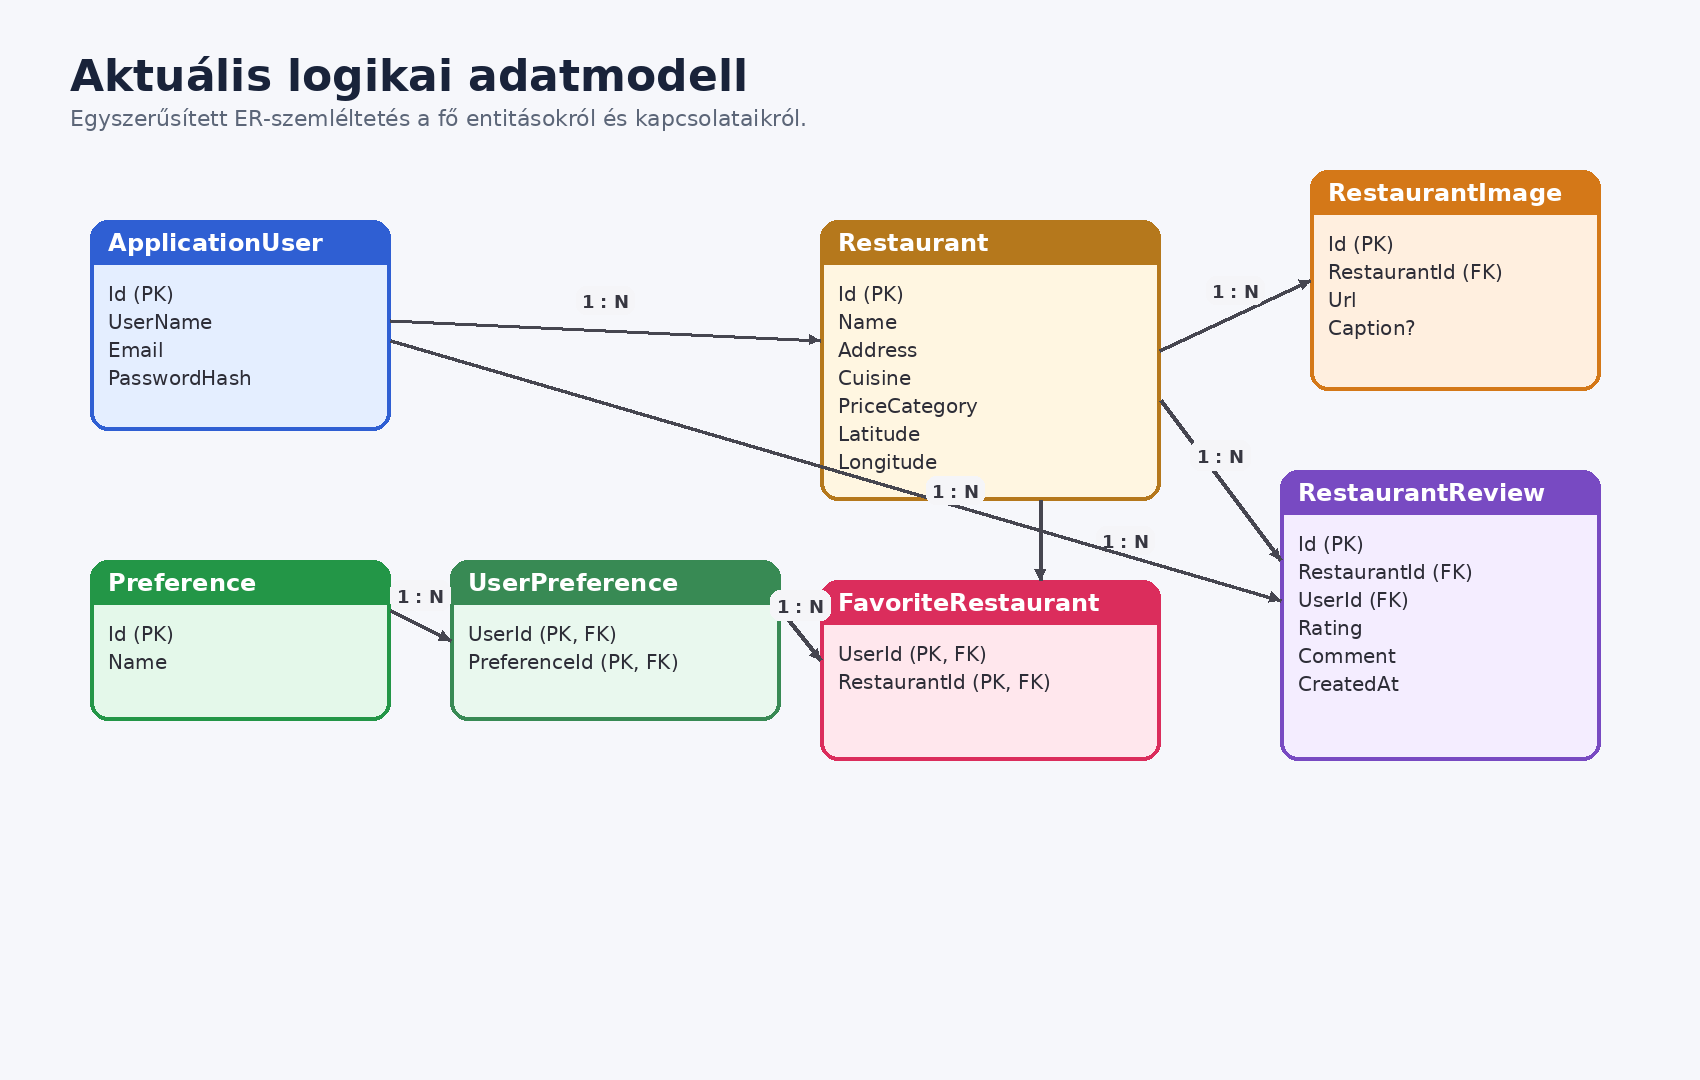 Aktuális logikai adatmodell
Egyszerűsített ER-szemléltetés a fő entitásokról és kapcsolataikról.
ApplicationUser
Id (PK)
UserName
Email
PasswordHash
1 : N
Restaurant
Id (PK)
Name
Address
Cuisine
PriceCategory
Latitude
Longitude
1 : N
1 : N
RestaurantImage
Id (PK)
RestaurantId (FK)
Url
Caption?
1 : N
1 : N
RestaurantReview
Id (PK)
RestaurantId (FK)
UserId (FK)
Rating
Comment
CreatedAt
Preference
Id (PK)
Name
1 : N
UserPreference
UserId (PK, FK)
PreferenceId (PK, FK)
1 : N
FavoriteRestaurant
UserId (PK, FK)
RestaurantId (PK, FK)